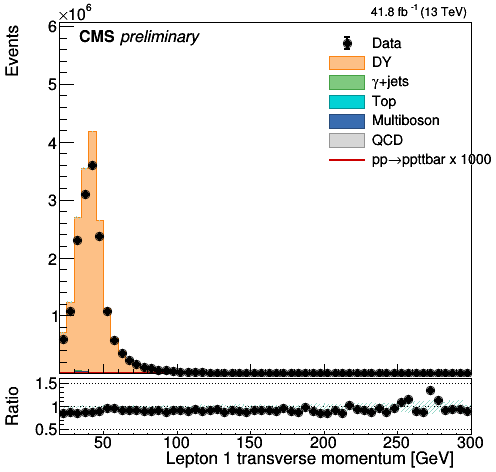 ×10⁶
41.8 fb⁻¹ (13 TeV)
CMS preliminary
Events
6
5
4
3
2
1
Data
DY
γ+jets
Top
Multiboson
QCD
pp→ppttbar x 1000
Ratio
1.5
1
0.5
50 100 150 200 250 300
Lepton 1 transverse momentum [GeV]